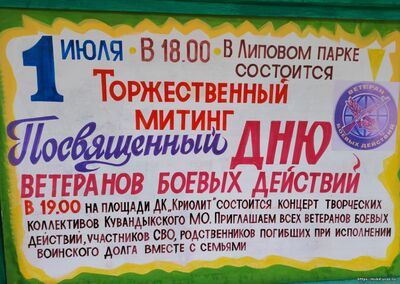 1 ИЮЛЯ • В 18.00 • В ЛИПОВОМ ПАРКЕ
СОСТОИТСЯ
ТОРЖЕСТВЕННЫЙ
МИТИНГ
Посвященный ДНЮ
ВЕТЕРАН
БОЕВЫХ ДЕЙСТВИЙ
ВЕТЕРАНОВ БОЕВЫХ ДЕЙСТВИЙ
В 19.00 НА ПЛОЩАДИ ДК "КРИОЛИТ" СОСТОИТСЯ КОНЦЕРТ ТВОРЧЕСКИХ
КОЛЛЕКТИВОВ КУВАНДЫКСКОГО МО. ПРИГЛАШАЕМ ВСЕХ ВЕТЕРАНОВ БОЕВЫХ
ДЕЙСТВИЙ, УЧАСТНИКОВ СВО, РОДСТВЕННИКОВ ПОГИБШИХ ПРИ ИСПОЛНЕНИИ
ВОИНСКОГО ДОЛГА ВМЕСТЕ С СЕМЬЯМИ